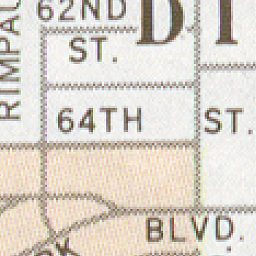 62ND
ST.
D I
RIMPAU
64TH ST.
BLVD.